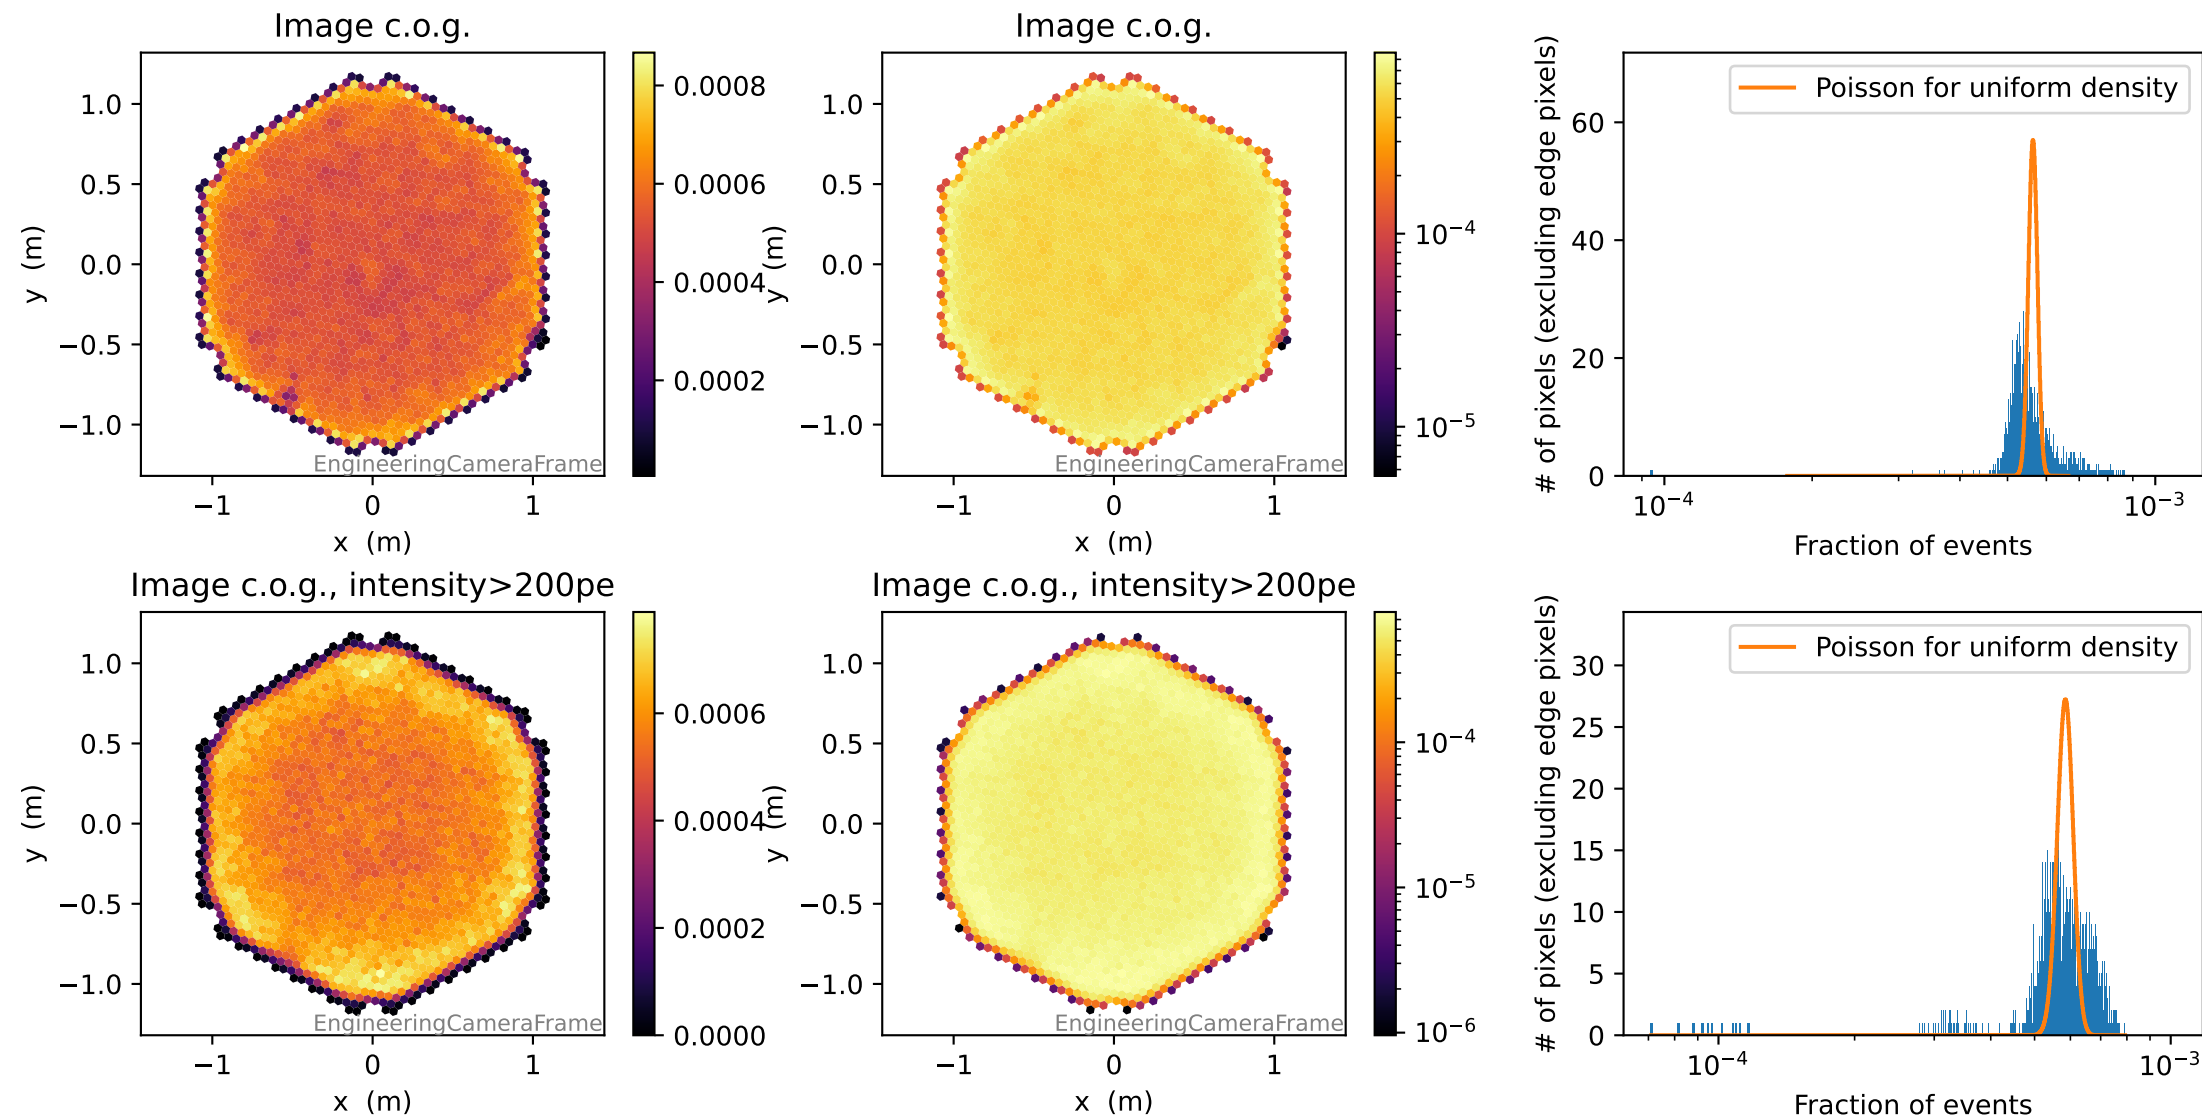 Image c.o.g.
1.0
0.5
0.0
−0.5
−1.0
y (m)
−1
0
1
x (m)
EngineeringCameraFrame
0.0008
0.0006
0.0004
0.0002
Image c.o.g.
1.0
0.5
0.0
−0.5
−1.0
y (m)
−1
0
1
x (m)
EngineeringCameraFrame
10−4
10−5
# of pixels (excluding edge pixels)
60
40
20
0
Poisson for uniform density
10−4
10−3
Fraction of events
Image c.o.g., intensity>200pe
1.0
0.5
0.0
−0.5
−1.0
y (m)
−1
0
1
x (m)
EngineeringCameraFrame
0.0006
0.0004
0.0002
0.0000
Image c.o.g., intensity>200pe
1.0
0.5
0.0
−0.5
−1.0
y (m)
−1
0
1
x (m)
EngineeringCameraFrame
10−4
10−5
10−6
# of pixels (excluding edge pixels)
30
25
20
15
10
5
0
Poisson for uniform density
10−4
10−3
Fraction of events